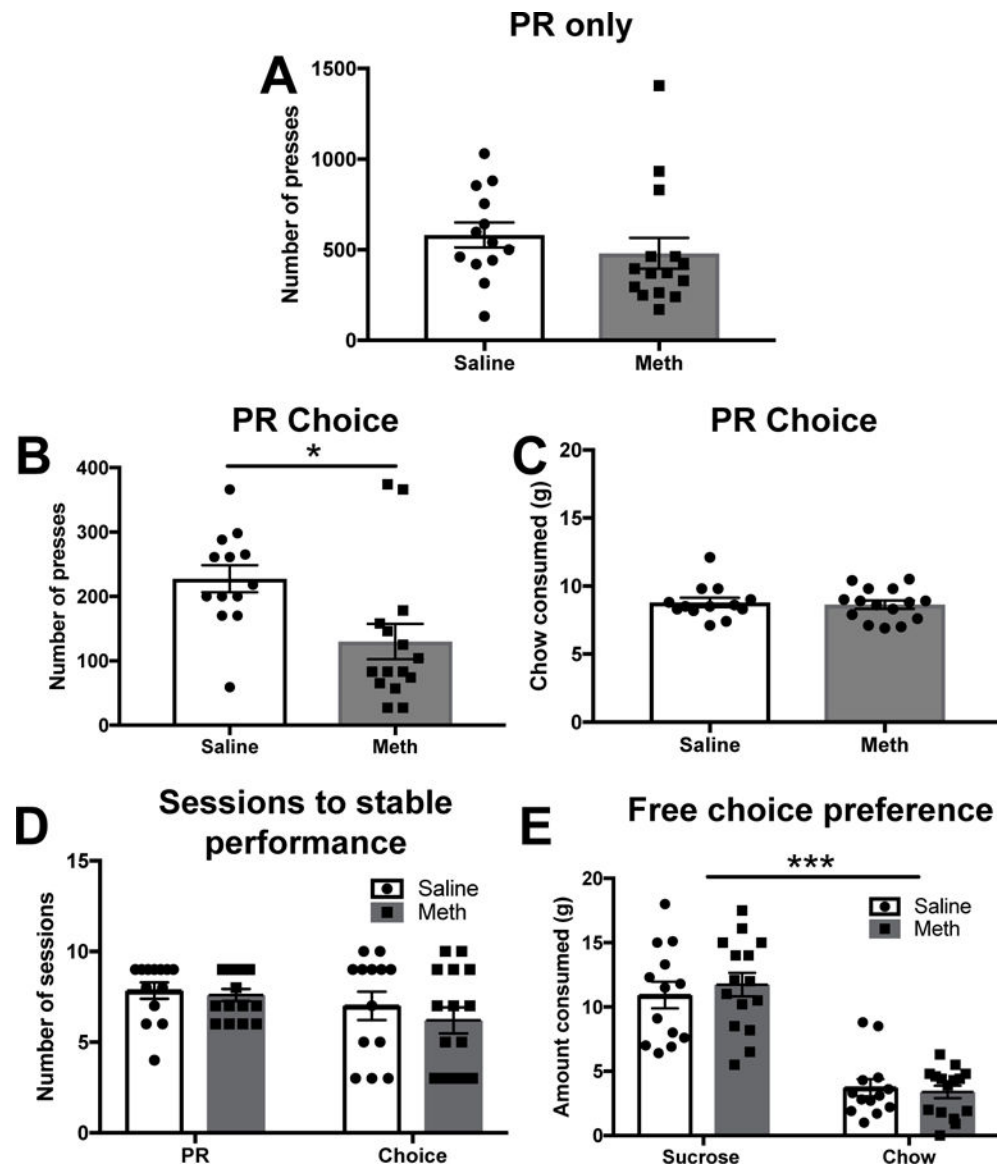 PR only
A
Number of presses
1500
1000
500
0
Saline Meth
PR Choice
B
*
Number of presses
400
300
200
100
0
Saline Meth
PR Choice
C
Chow consumed (g)
20
15
10
5
0
Saline Meth
Sessions to stable
performance
D
Number of sessions
15
10
5
0
Saline
Meth
PR Choice
Free choice preference
E
***
Amount consumed (g)
20
15
10
5
0
Saline
Meth
Sucrose Chow